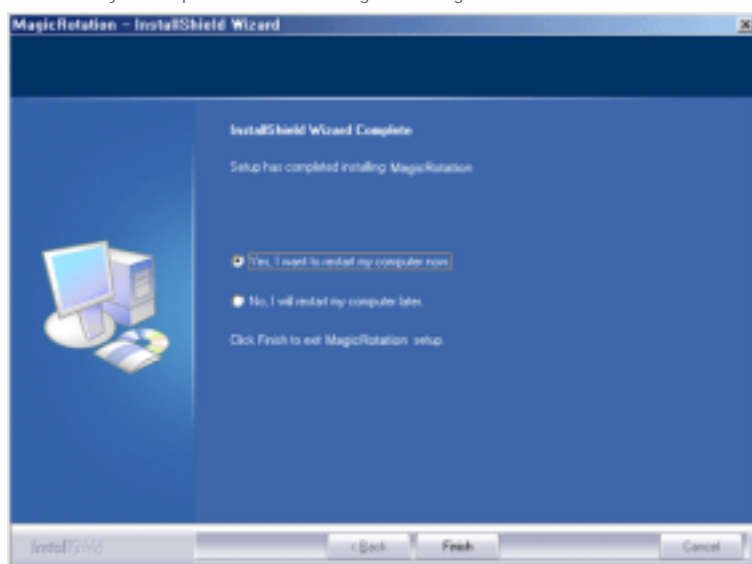 MagicRotation - InstallShield Wizard
InstallShield Wizard Complete
Setup has completed installing MagicRotation
Yes, I want to restart my computer now.
No, I will restart my computer later.
Click Finish to exit MagicRotation setup.
InstallShield
< Back Finish Cancel